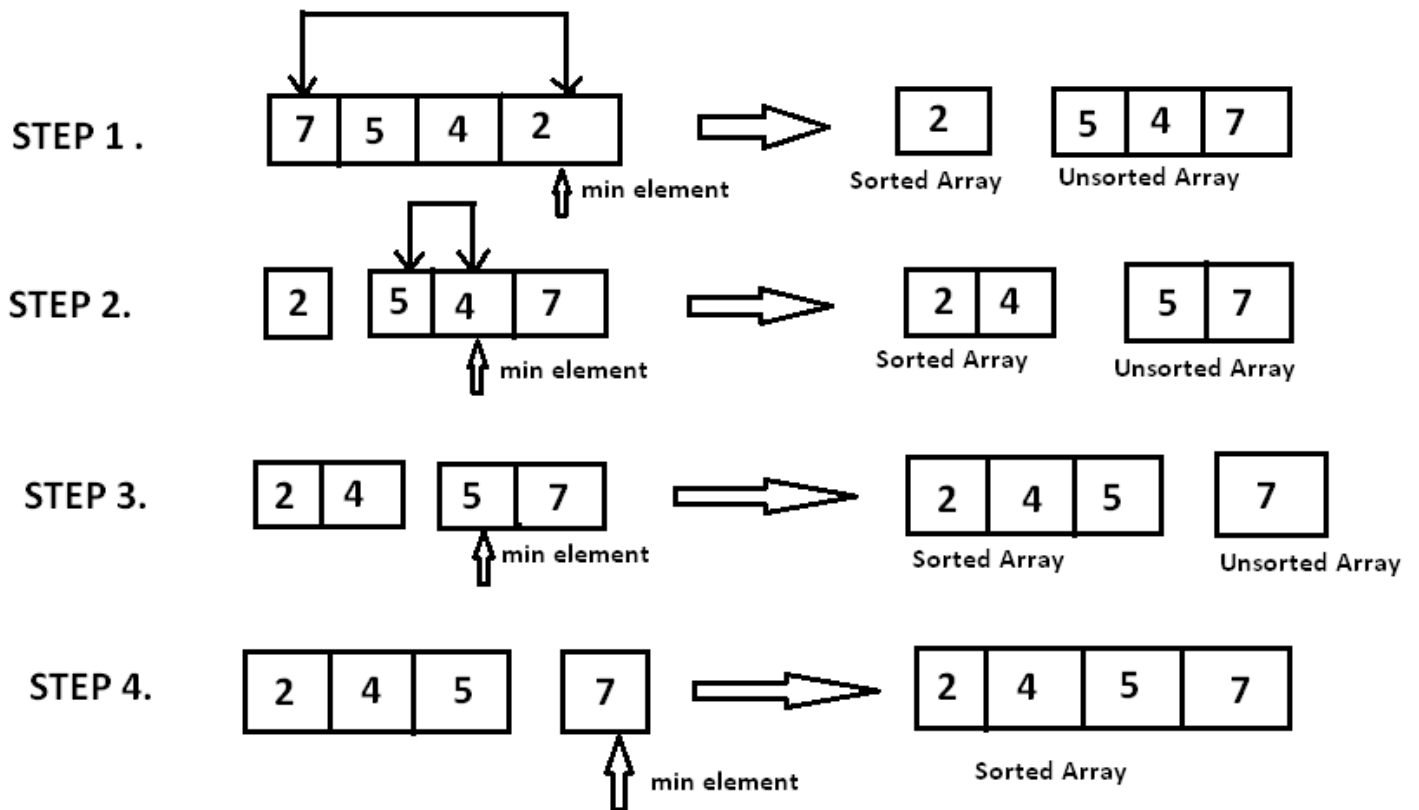 STEP 1 .
7 5 4 2
min element
2
Sorted Array
5 4 7
Unsorted Array
STEP 2.
2
5 4 7
min element
2 4
Sorted Array
5 7
Unsorted Array
STEP 3.
2 4
5 7
min element
2 4 5
Sorted Array
7
Unsorted Array
STEP 4.
2 4 5
7
min element
2 4 5 7
Sorted Array